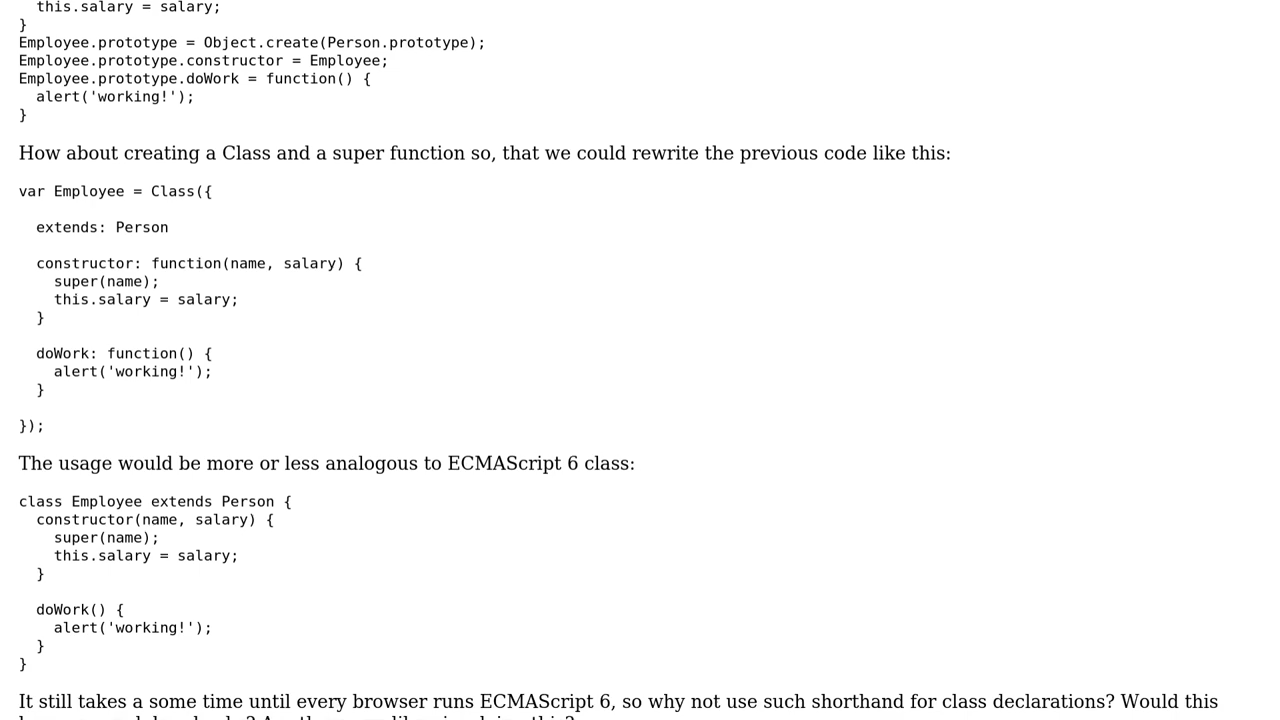 this.salary = salary;
}
Employee.prototype = Object.create(Person.prototype);
Employee.prototype.constructor = Employee;
Employee.prototype.doWork = function() {
alert('working!');
}
How about creating a Class and a super function so, that we could rewrite the previous code like this:
var Employee = Class({
extends: Person
constructor: function(name, salary) {
super(name);
this.salary = salary;
}
doWork: function() {
alert('working!');
}
});
The usage would be more or less analogous to ECMAScript 6 class:
class Employee extends Person {
constructor(name, salary) {
super(name);
this.salary = salary;
}
doWork() {
alert('working!');
}
}
It still takes a some time until every browser runs ECMAScript 6, so why not use such shorthand for class declarations? Would this